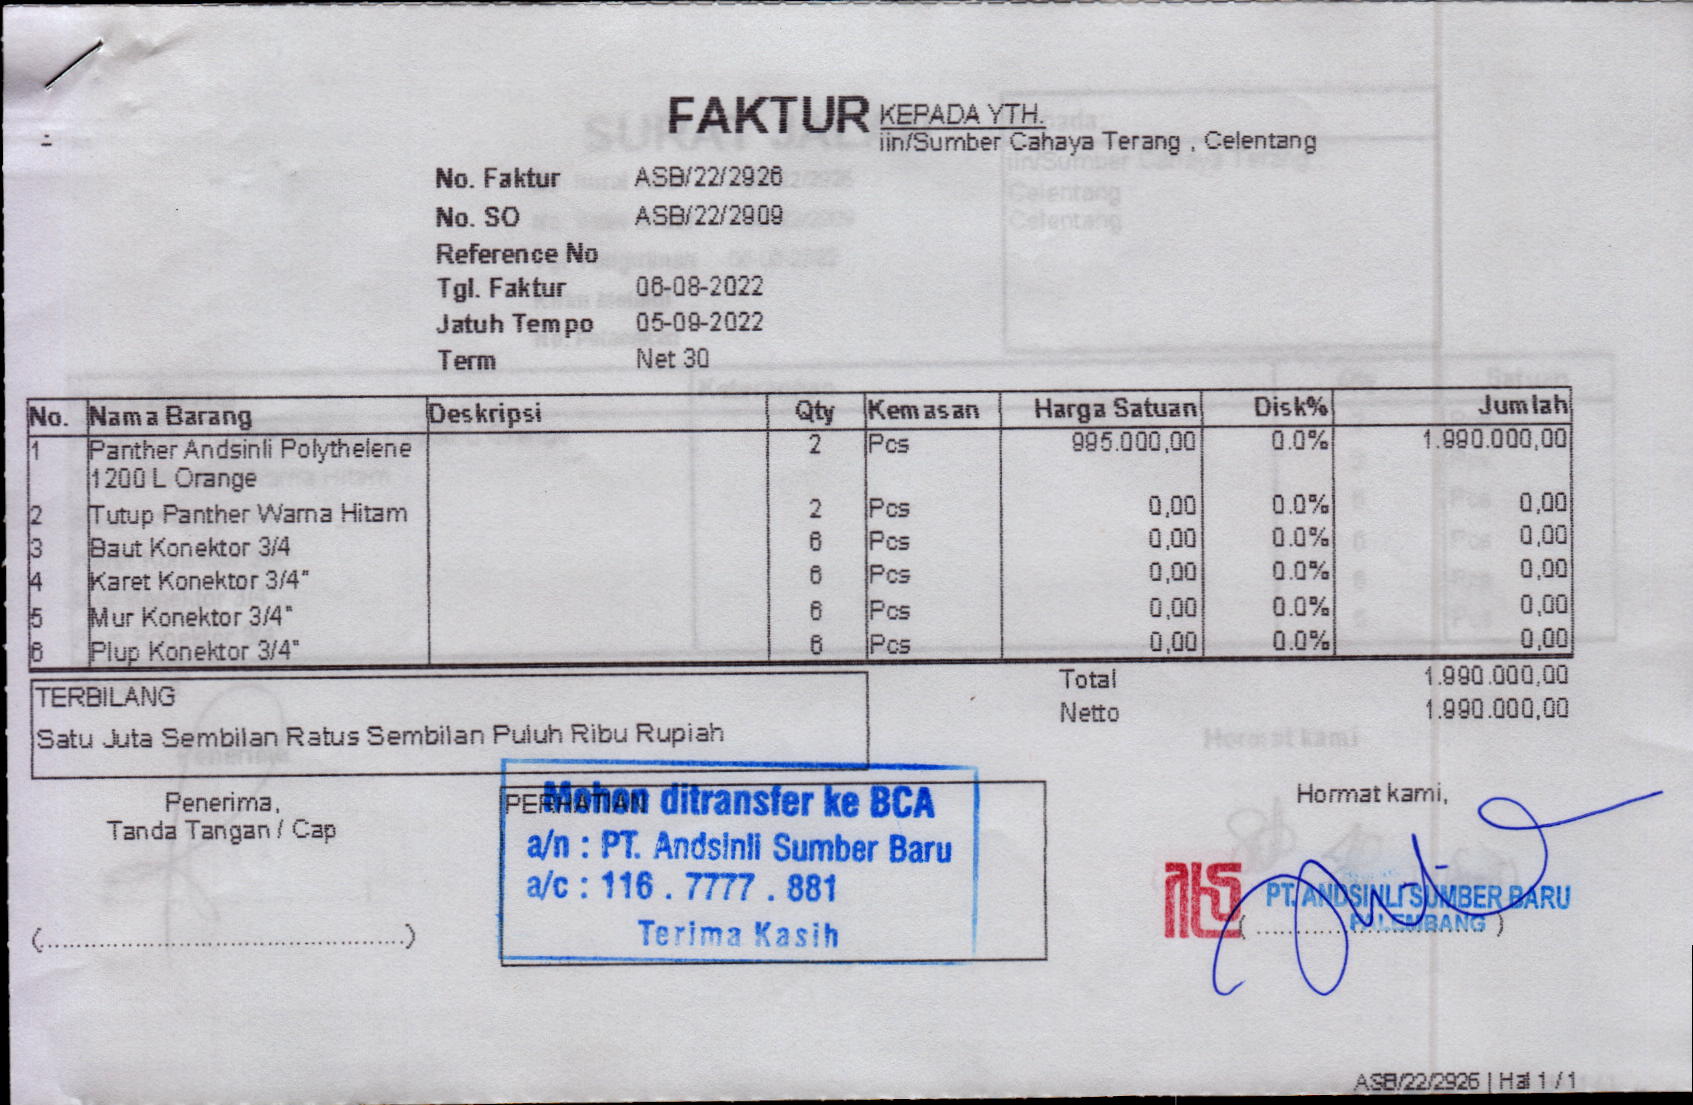 FAKTUR
KEPADA YTH.
iin/Sumber Cahaya Terang , Celentang
No. Faktur ASB/22/2926
No. SO ASB/22/2909
Reference No
Tgl. Faktur 06-08-2022
Jatuh Tempo 05-09-2022
Term Net 30
No. Nama Barang Deskripsi Qty Kemasan Harga Satuan Disk% Jumlah
1 Panther Andsinli Polythelene 2 Pcs 995.000,00 0.0% 1.990.000,00
1200 L Orange
2 Tutup Panther Warna Hitam 2 Pcs 0,00 0.0% 0,00
3 Baut Konektor 3/4 6 Pcs 0,00 0.0% 0,00
4 Karet Konektor 3/4" 6 Pcs 0,00 0.0% 0,00
5 Mur Konektor 3/4" 6 Pcs 0,00 0.0% 0,00
6 Plup Konektor 3/4" 6 Pcs 0,00 0.0% 0,00
Total 1.990.000,00
Netto 1.990.000,00
TERBILANG
Satu Juta Sembilan Ratus Sembilan Puluh Ribu Rupiah
Penerima,
Tanda Tangan / Cap
(................................................)
PERHATIAN
Mohon ditransfer ke BCA
a/n : PT. Andsinli Sumber Baru
a/c : 116 . 7777 . 881
Terima Kasih
Hormat kami,
PT. ANDSINLI SUMBER BARU
PALEMBANG
ASB/22/2926 | Hal 1 / 1